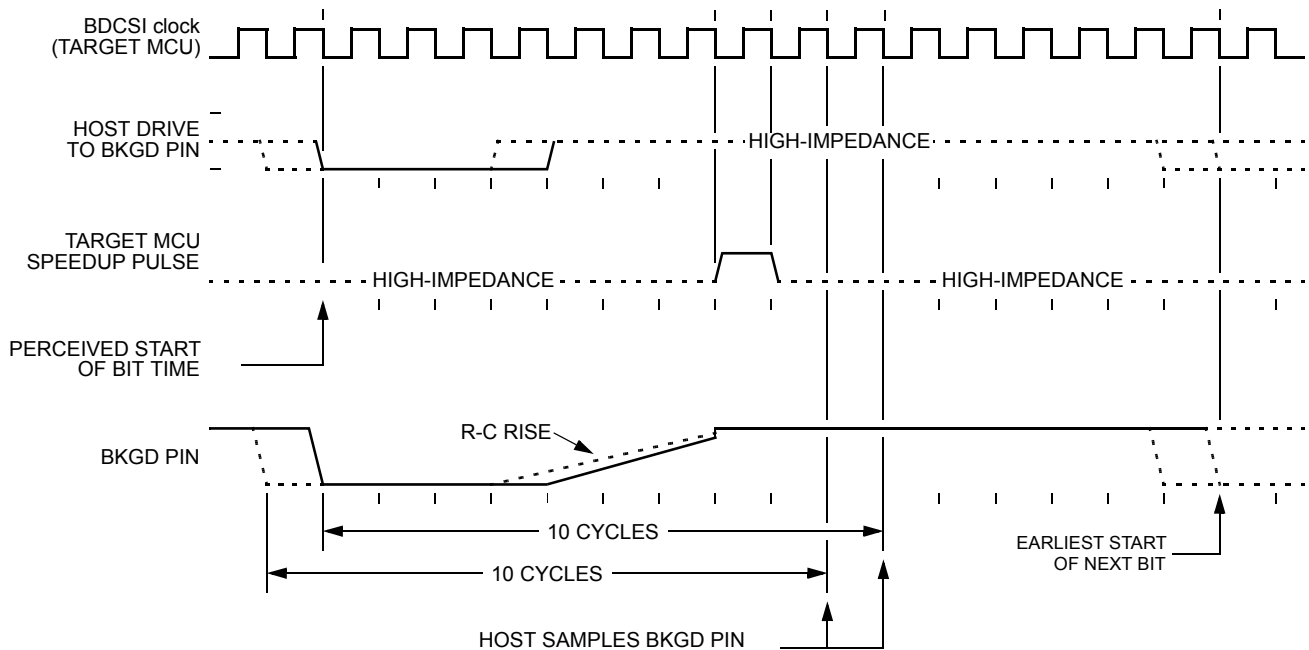 BDCSI clock
(TARGET MCU)
HOST DRIVE
TO BKGD PIN
HIGH-IMPEDANCE
TARGET MCU
SPEEDUP PULSE
HIGH-IMPEDANCE
HIGH-IMPEDANCE
PERCEIVED START
OF BIT TIME
R-C RISE
BKGD PIN
10 CYCLES
EARLIEST START
OF NEXT BIT
10 CYCLES
HOST SAMPLES BKGD PIN